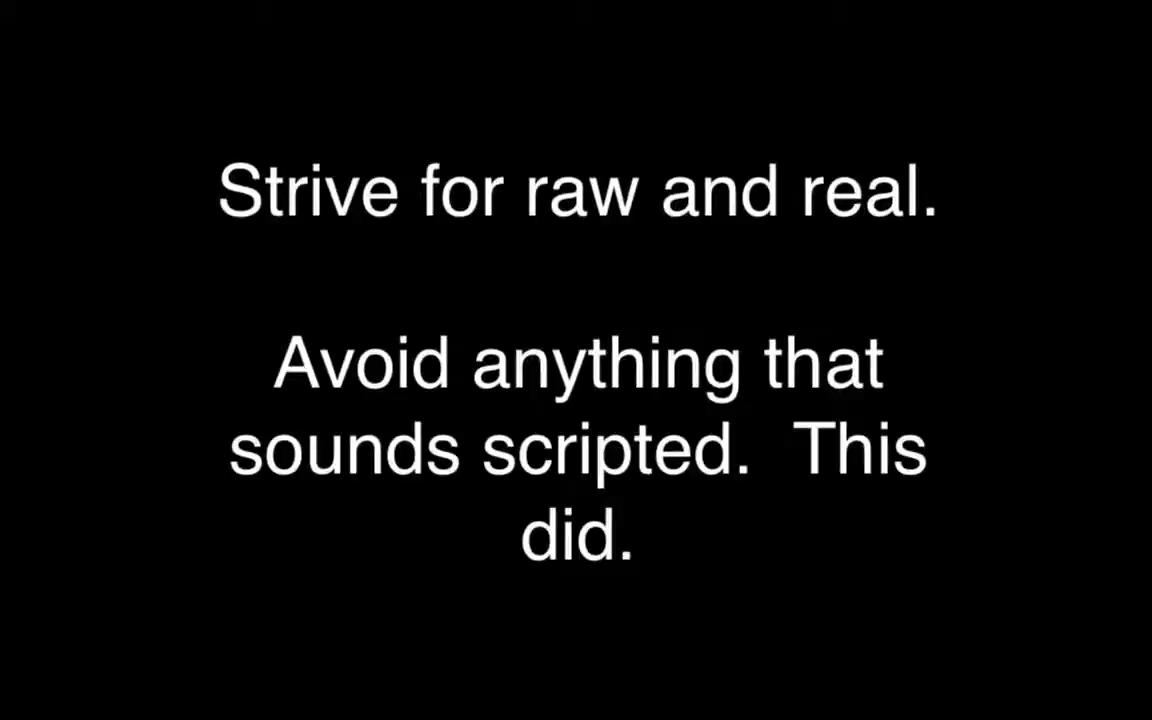 Strive for raw and real.
Avoid anything that
sounds scripted.  This
did.